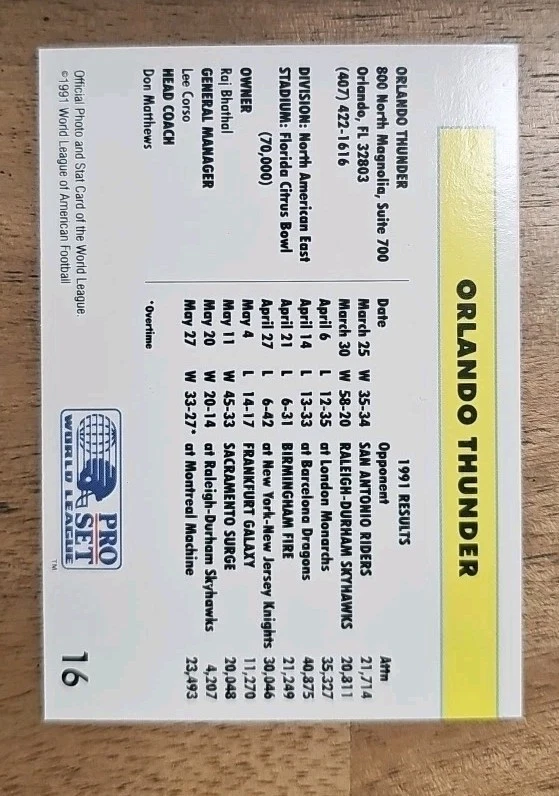 ORLANDO THUNDER
ORLANDO THUNDER
800 North Magnolia, Suite 700
Orlando, FL 32803
(407) 422-1616
DIVISION: North American East
STADIUM: Florida Citrus Bowl
(70,000)
OWNER
Raj Bhathal
GENERAL MANAGER
Lee Corso
HEAD COACH
Don Matthews
1991 RESULTS
Date Opponent Attn
March 25 W 35-34 SAN ANTONIO RIDERS 21,714
March 30 W 58-20 RALEIGH-DURHAM SKYHAWKS 20,811
April 6 L 12-35 at London Monarchs 35,327
April 14 L 13-33 at Barcelona Dragons 40,875
April 21 L 6-31 BIRMINGHAM FIRE 21,249
April 27 L 6-42 at New York-New Jersey Knights 30,046
May 4 L 14-17 FRANKFURT GALAXY 11,270
May 11 W 45-33 SACRAMENTO SURGE 20,048
May 20 W 20-14 at Raleigh-Durham Skyhawks 4,207
May 27 W 33-27* at Montreal Machine 23,493
*Overtime
Official Photo and Stat Card of the World League.
©1991 World League of American Football
PRO
SET
WORLD LEAGUE
TM
16